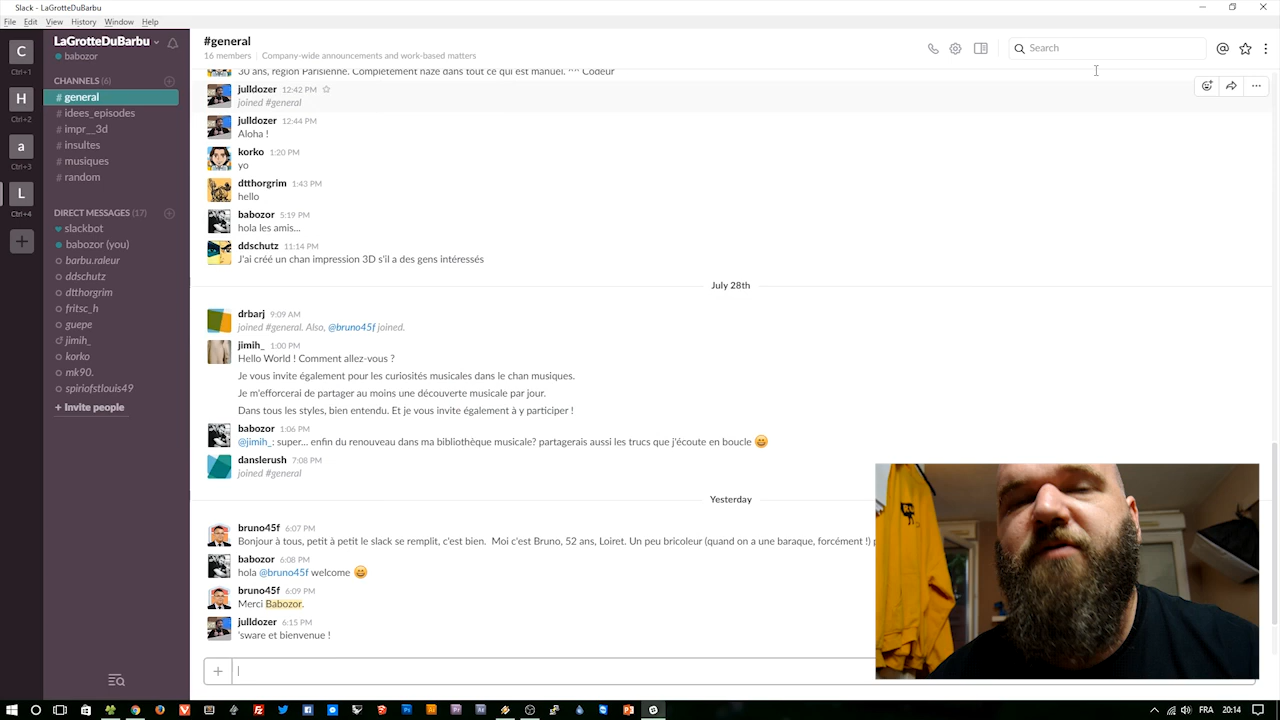 Slack - LaGrotteDuBarbu
File Edit View History Window Help
C
Ctrl+1
H
Ctrl+2
a
Ctrl+3
L
Ctrl+4
LaGrotteDuBarbu
babozor
CHANNELS (6)
# general
# idees_episodes
# impr__3d
# insultes
# musiques
# random
DIRECT MESSAGES (17)
slackbot
babozor (you)
barbu.raleur
ddschutz
dtthorgrim
fritsc_h
guepe
jimih_
korko
mk90.
spiriofstlouis49
+ Invite people
#general
16 members | Company-wide announcements and work-based matters
Search
30 ans, region Parisienne. Complètement naze dans tout ce qui est manuel. ^^ Codeur
julldozer 12:42 PM
joined #general
julldozer 12:44 PM
Aloha !
korko 1:20 PM
yo
dtthorgrim 1:43 PM
hello
babozor 5:19 PM
hola les amis...
ddschutz 11:14 PM
J'ai créé un chan impression 3D s'il a des gens intéressés
July 28th
drbarj 9:09 AM
joined #general. Also, @bruno45f joined.
jimih_ 1:00 PM
Hello World ! Comment allez-vous ?
Je vous invite également pour les curiosités musicales dans le chan musiques.
Je m'efforcerai de partager au moins une découverte musicale par jour.
Dans tous les styles, bien entendu. Et je vous invite également à y participer !
babozor 1:06 PM
@jimih_: super... enfin du renouveau dans ma bibliothèque musicale? partagerais aussi les trucs que j'écoute en boucle
danslerush 7:08 PM
joined #general
Yesterday
bruno45f 6:07 PM
Bonjour à tous, petit à petit le slack se remplit, c'est bien. Moi c'est Bruno, 52 ans, Loiret. Un peu bricoleur (quand on a une baraque, forcément !)
babozor 6:08 PM
hola @bruno45f welcome
bruno45f 6:09 PM
Merci Babozor.
julldozer 6:15 PM
'sware et bienvenue !
FRA 20:14